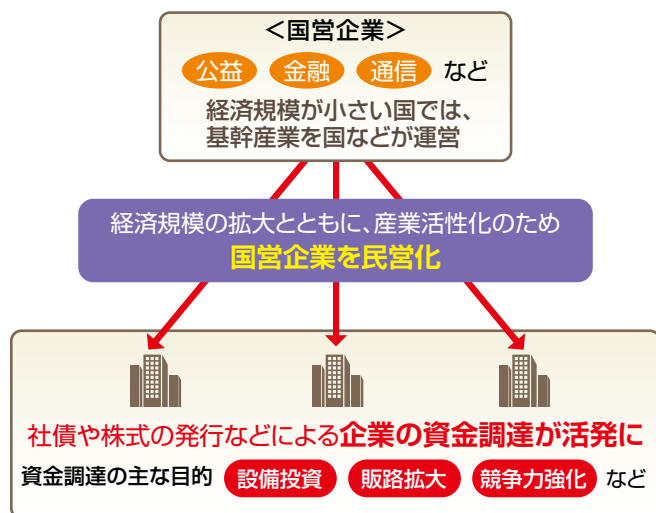 ＜国営企業＞
公益 金融 通信 など
経済規模が小さい国では、
基幹産業を国などが運営
経済規模の拡大とともに、産業活性化のため
国営企業を民営化
社債や株式の発行などによる企業の資金調達が活発に
資金調達の主な目的 設備投資 販路拡大 競争力強化 など